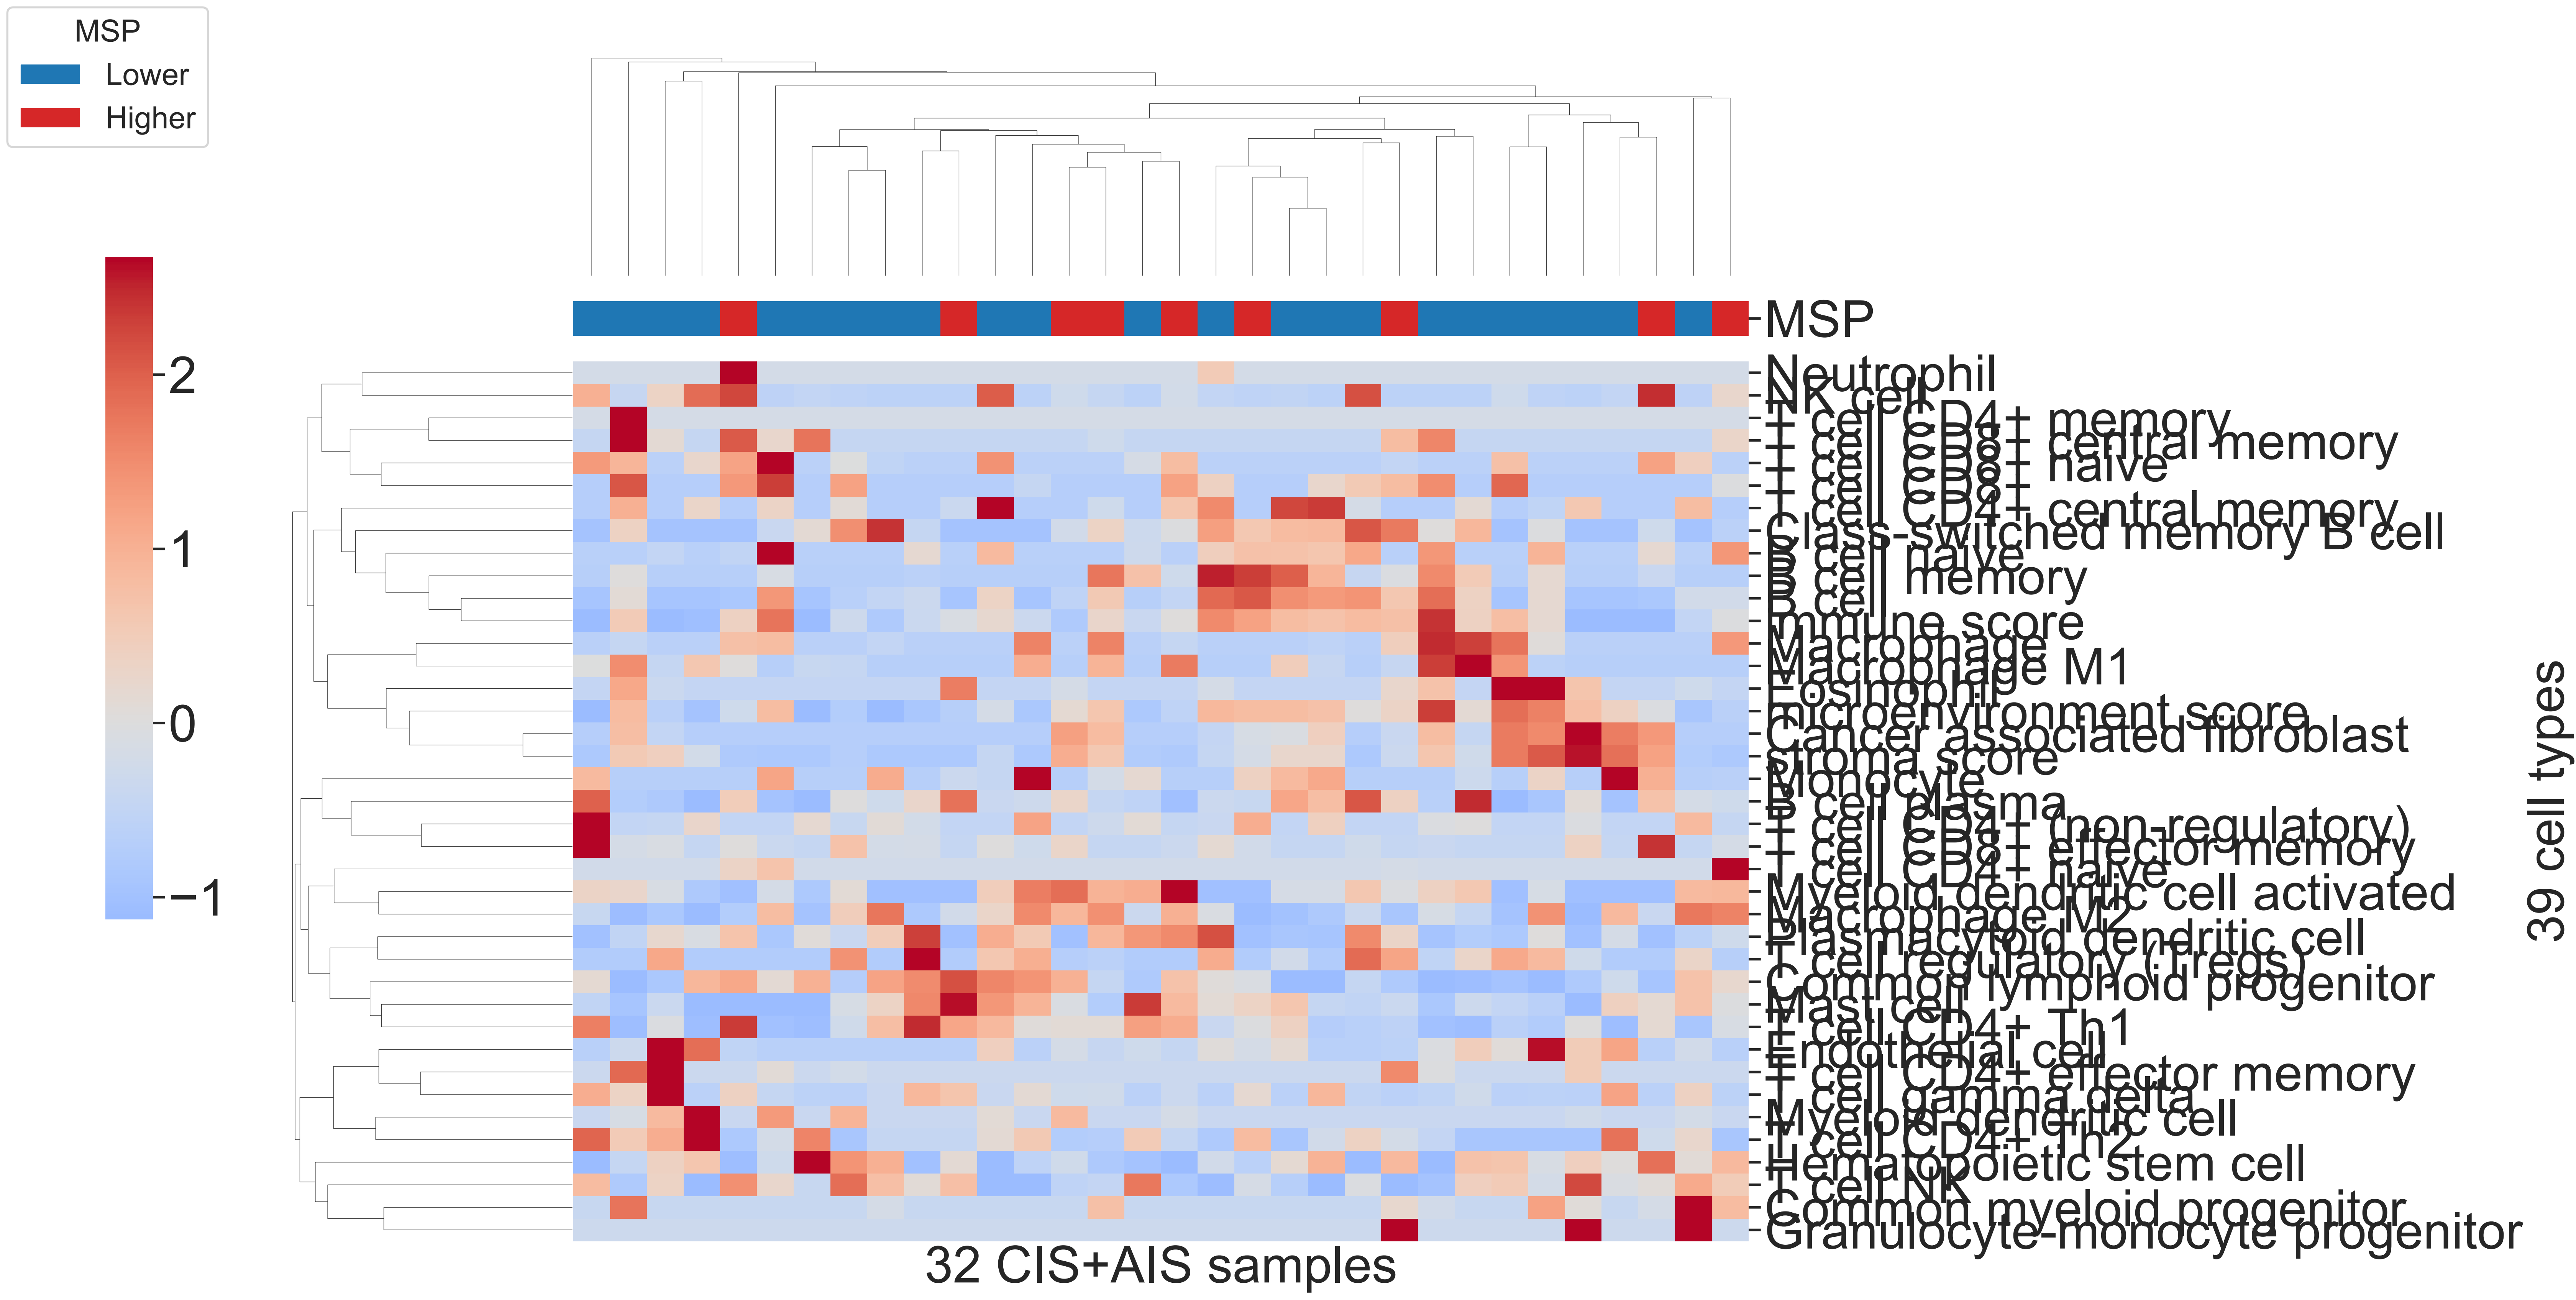 MSP
Lower
Higher
2
1
0
−1
MSP
Neutrophil
NK cell
T cell CD4+ memory
T cell CD8+ central memory
T cell CD8+ naive
T cell CD8+
T cell CD4+ central memory
Class-switched memory B cell
B cell naive
B cell memory
B cell
immune score
Macrophage
Macrophage M1
Eosinophil
microenvironment score
Cancer associated fibroblast
stroma score
Monocyte
B cell plasma
T cell CD4+ (non-regulatory)
T cell CD8+ effector memory
T cell CD4+ naive
Myeloid dendritic cell activated
Macrophage M2
Plasmacytoid dendritic cell
T cell regulatory (Tregs)
Common lymphoid progenitor
Mast cell
T cell CD4+ Th1
Endothelial cell
T cell CD4+ effector memory
T cell gamma delta
Myeloid dendritic cell
T cell CD4+ Th2
Hematopoietic stem cell
T cell NK
Common myeloid progenitor
Granulocyte-monocyte progenitor
39 cell types
32 CIS+AIS samples